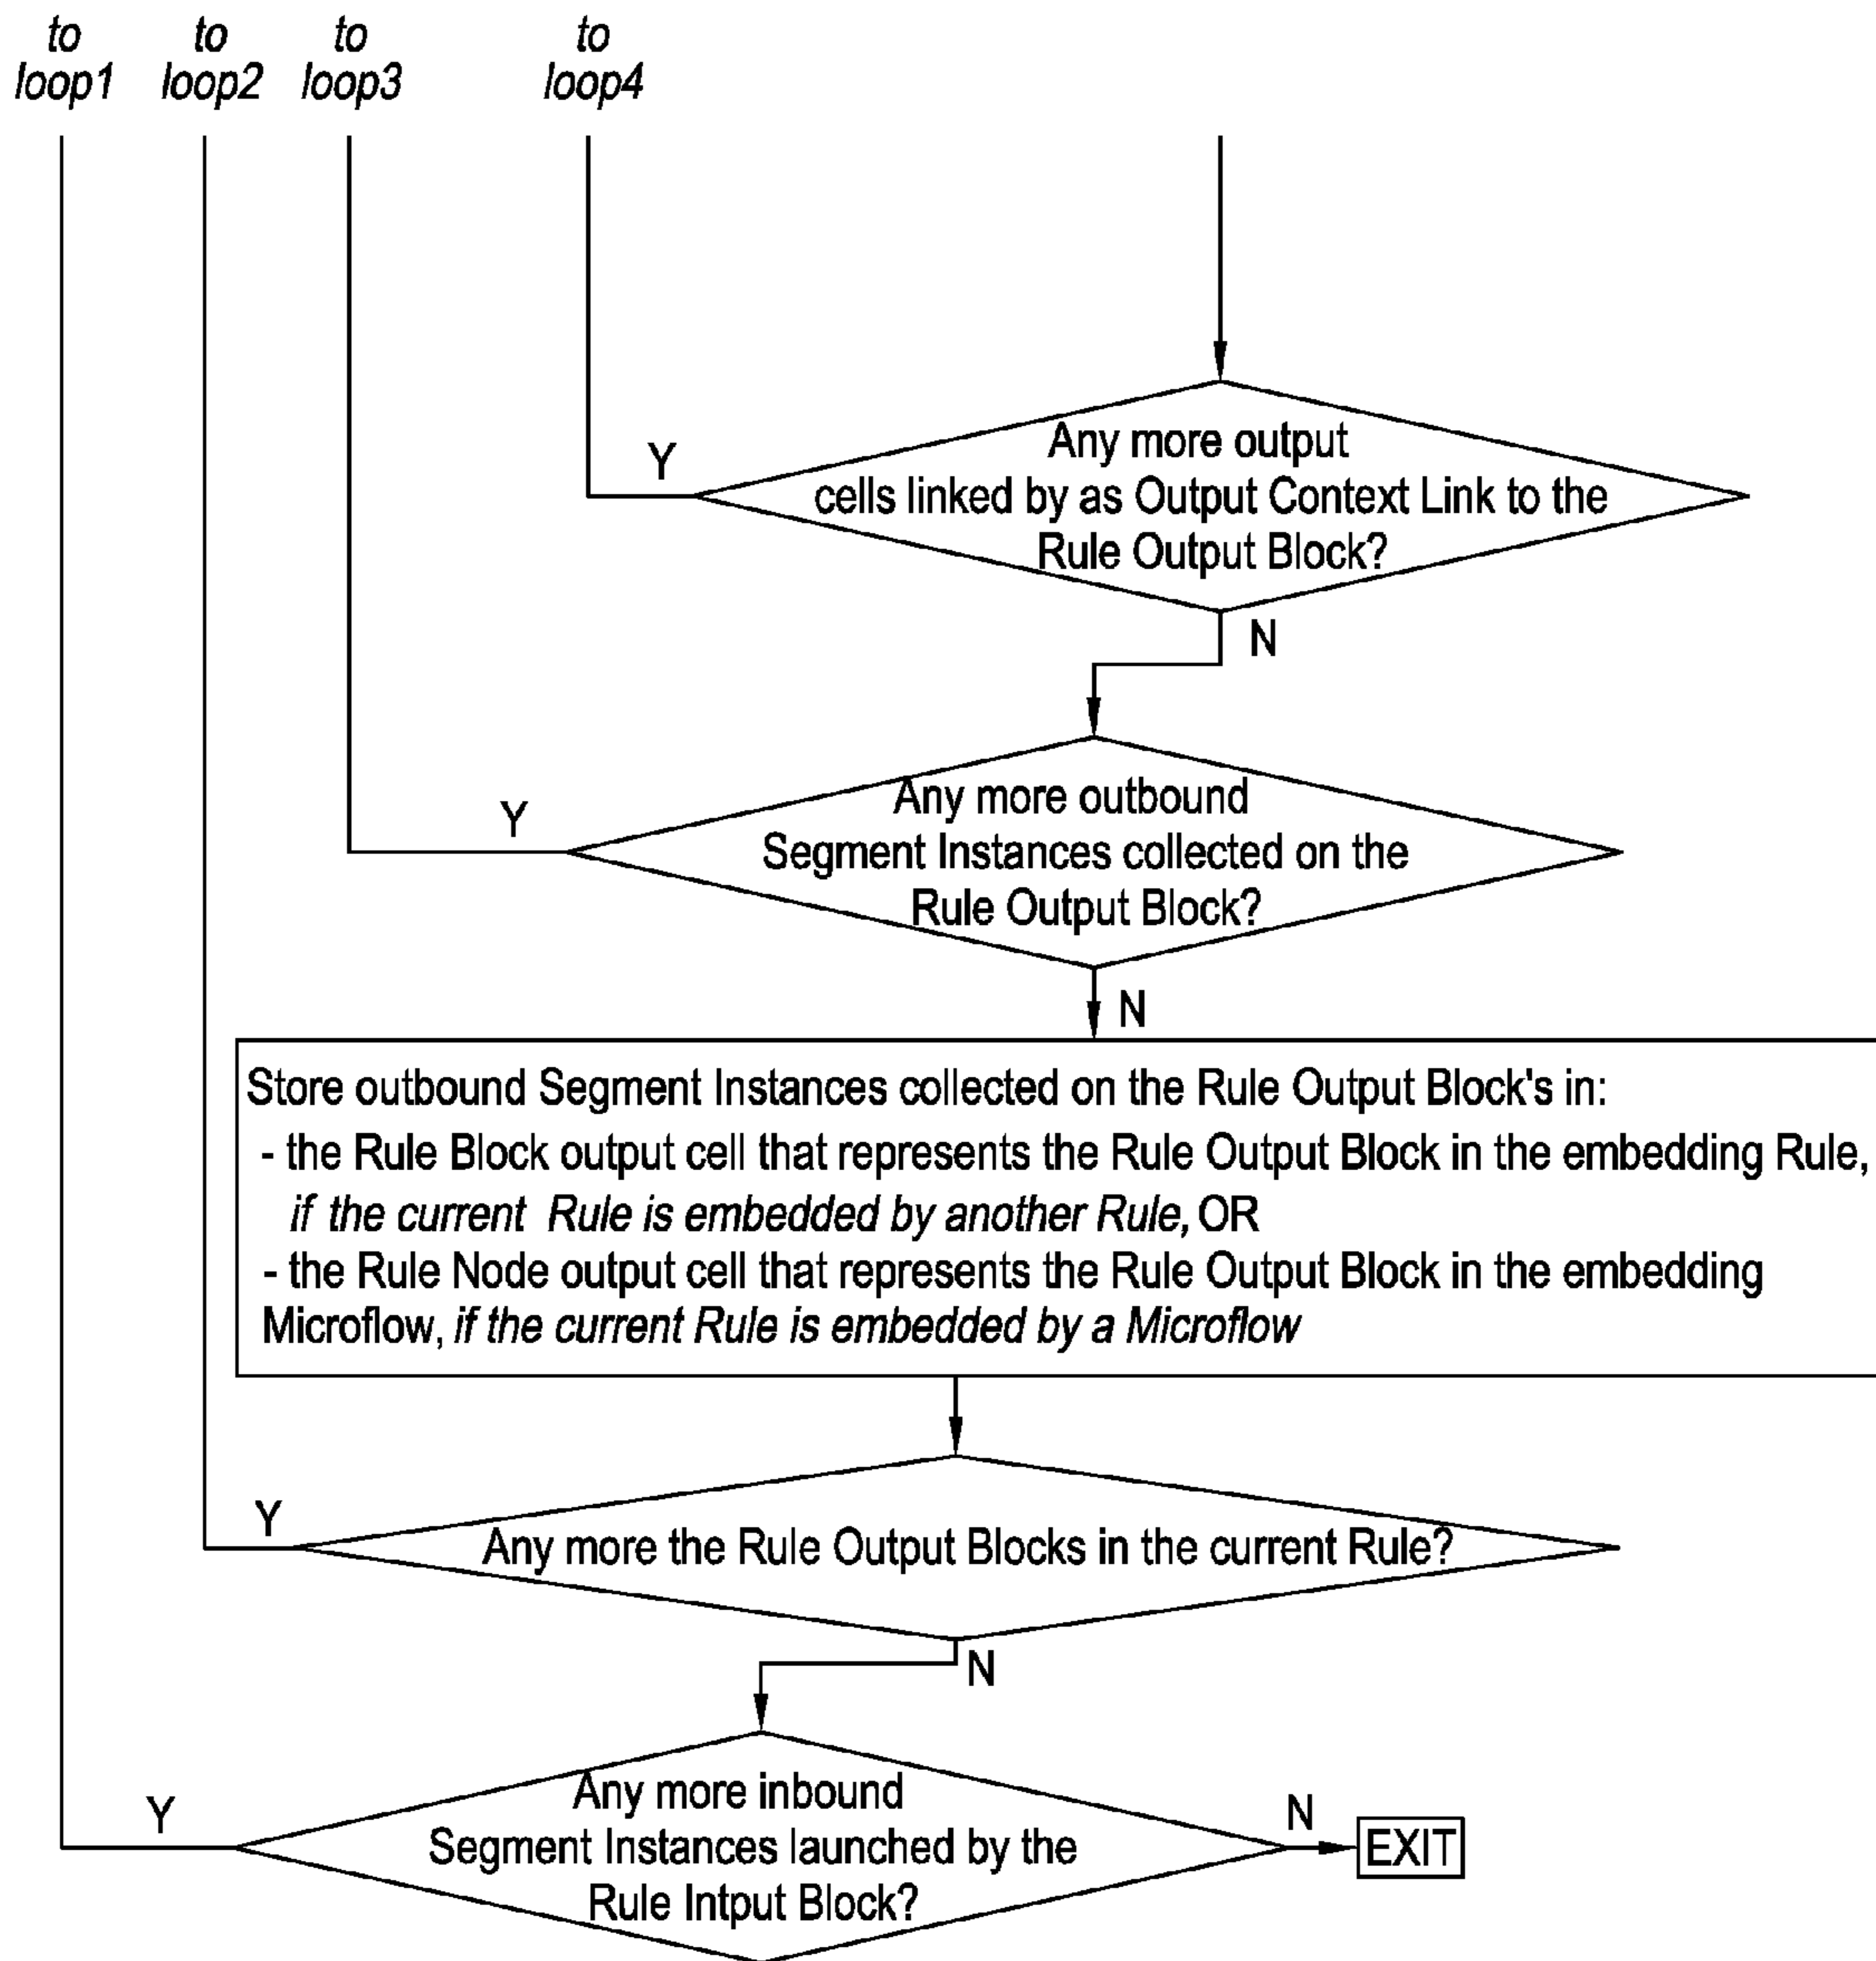 to
loop1
to
loop2
to
loop3
to
loop4
Any more output
cells linked by as Output Context Link to the
Rule Output Block?
Y
N
Any more outbound
Segment Instances collected on the
Rule Output Block?
Y
N
Store outbound Segment Instances collected on the Rule Output Block's in:
- the Rule Block output cell that represents the Rule Output Block in the embedding Rule,
if the current Rule is embedded by another Rule, OR
- the Rule Node output cell that represents the Rule Output Block in the embedding
Microflow, if the current Rule is embedded by a Microflow
Y
Any more the Rule Output Blocks in the current Rule?
N
Any more inbound
Segment Instances launched by the
Rule Intput Block?
Y
N
EXIT